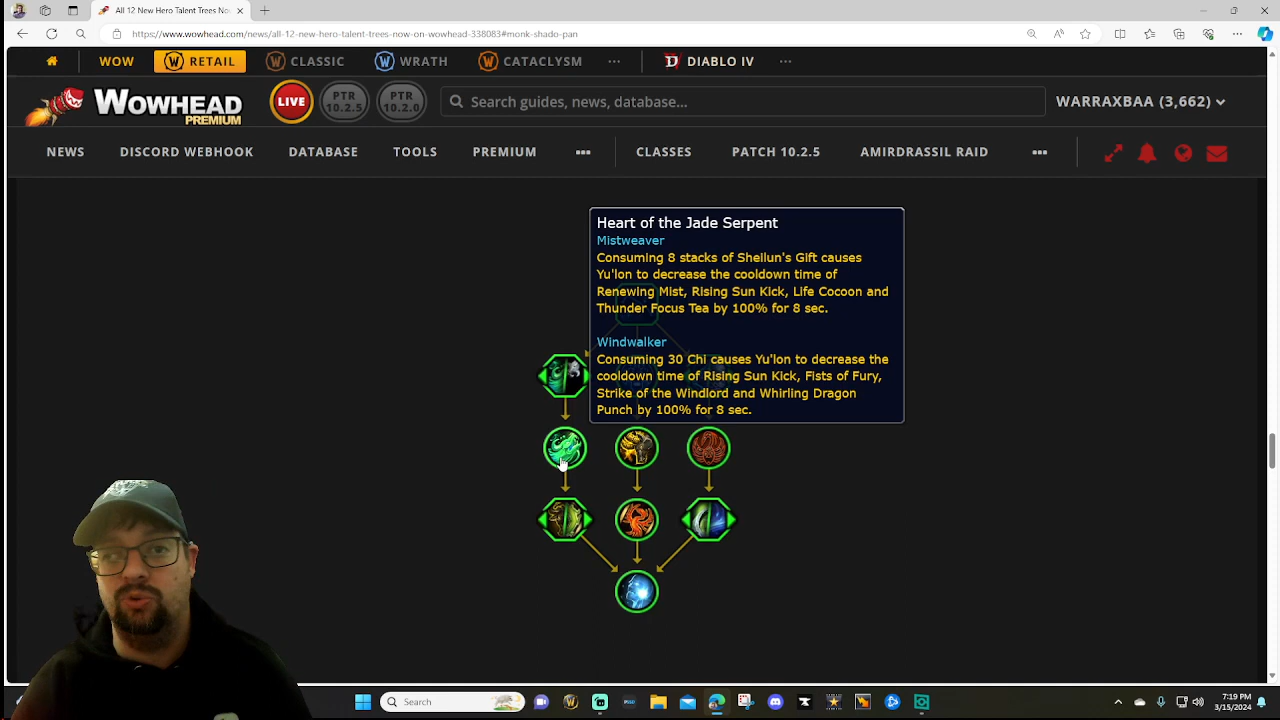 All 12 New Hero Talent Trees No
https://www.wowhead.com/news/all-12-new-hero-talent-trees-now-on-wowhead-338083#monk-shado-pan
WOW
RETAIL
CLASSIC
WRATH
CATACLYSM
DIABLO IV
WOWHEAD
PREMIUM
LIVE
PTR
10.2.5
PTR
10.2.0
Search guides, news, database...
WARRAXBAA (3,662)
NEWS
DISCORD WEBHOOK
DATABASE
TOOLS
PREMIUM
CLASSES
PATCH 10.2.5
AMIRDRASSIL RAID
Heart of the Jade Serpent
Mistweaver
Consuming 8 stacks of Sheilun's Gift causes
Yu'lon to decrease the cooldown time of
Renewing Mist, Rising Sun Kick, Life Cocoon and
Thunder Focus Tea by 100% for 8 sec.
Windwalker
Consuming 30 Chi causes Yu'lon to decrease the
cooldown time of Rising Sun Kick, Fists of Fury,
Strike of the Windlord and Whirling Dragon
Punch by 100% for 8 sec.
Search
7:19 PM
3/15/2024